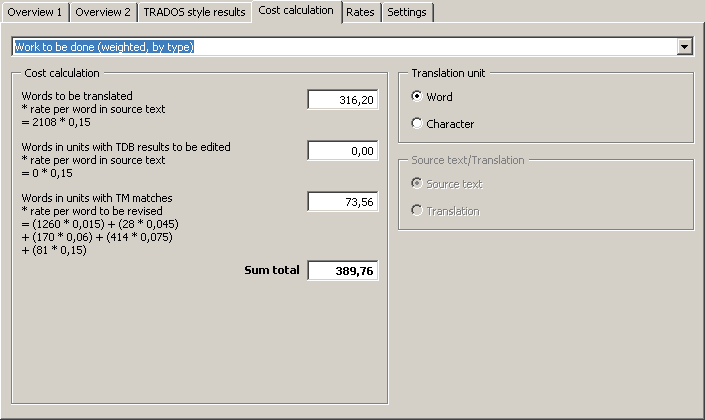 Overview 1 Overview 2 TRADOS style results Cost calculation Rates Settings
Work to be done (weighted, by type)
Cost calculation
Words to be translated
* rate per word in source text
= 2108 * 0,15
316,20
Words in units with TDB results to be edited
* rate per word in source text
= 0 * 0,15
0,00
Words in units with TM matches
* rate per word to be revised
= (1260 * 0,015) + (28 * 0,045)
+ (170 * 0,06) + (414 * 0,075)
+ (81 * 0,15)
73,56
Sum total 389,76
Translation unit
Word
Character
Source text/Translation
Source text
Translation